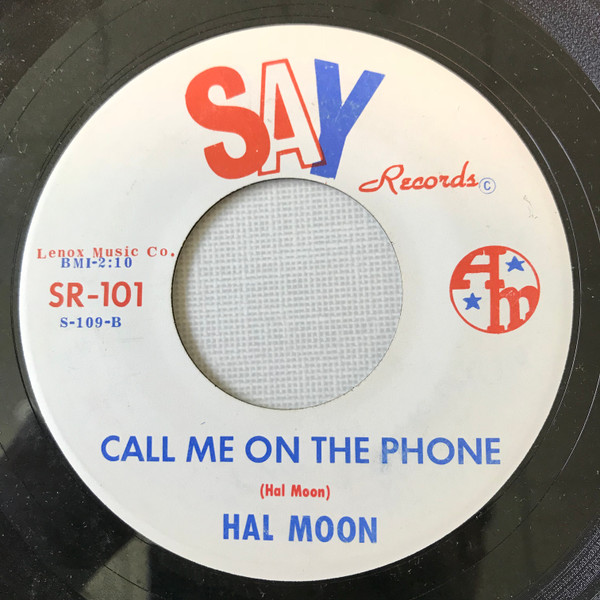 SAY
Records ©
Lenox Music Co.
BMI-2:10
SR-101
S-109-B
Am
CALL ME ON THE PHONE
(Hal Moon)
HAL MOON